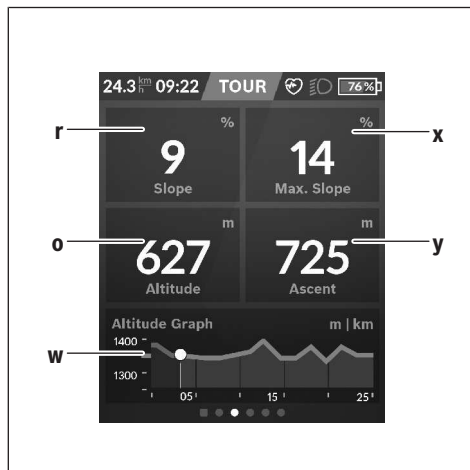 24.3 km/h 09:22 TOUR 76%
r % % x
9 14
Slope Max. Slope
o m m y
627 725
Altitude Ascent
Altitude Graph m | km
1400
w
1300
05 15 25